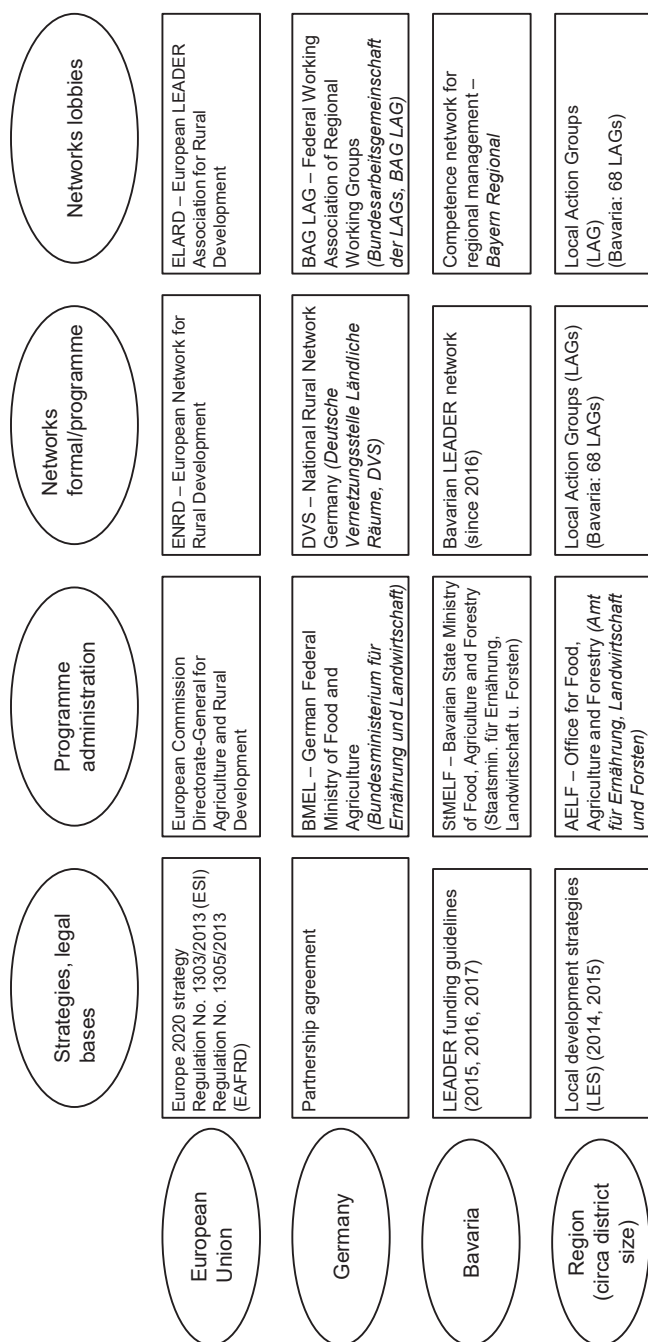 Strategies, legal
bases
Programme
administration
Networks
formal/programme
Networks lobbies
European
Union
Europe 2020 strategy
Regulation No. 1303/2013 (ESI)
Regulation No. 1305/2013
(EAFRD)
European Commission
Directorate-General for
Agriculture and Rural
Development
ENRD – European Network for
Rural Development
ELARD – European LEADER
Association for Rural
Development
Germany
Partnership agreement
BMEL – German Federal
Ministry of Food and
Agriculture
(Bundesministerium für
Ernährung und Landwirtschaft)
DVS – National Rural Network
Germany (Deutsche
Vernetzungsstelle Ländliche
Räume, DVS)
BAG LAG – Federal Working
Association of Regional
Working Groups
(Bundesarbeitsgemeinschaft
der LAGs, BAG LAG)
Bavaria
LEADER funding guidelines
(2015, 2016, 2017)
StMELF – Bavarian State Ministry
of Food, Agriculture and Forestry
(Staatsmin. für Ernährung,
Landwirtschaft u. Forsten)
Bavarian LEADER network
(since 2016)
Competence network for
regional management –
Bayern Regional
Region
(circa district
size)
Local development strategies
(LES) (2014, 2015)
AELF – Office for Food,
Agriculture and Forestry (Amt
für Ernährung, Landwirtschaft
und Forsten)
Local Action Groups (LAGs)
(Bavaria: 68 LAGs)
Local Action Groups
(LAG)
(Bavaria: 68 LAGs)